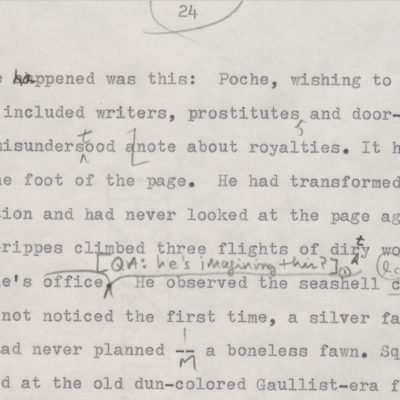 24
happened was this: Poche, wishing to
included writers, prostitutes and door-
misunderstood a note about royalties. It h
e foot of the page. He had transformed
tion and had never looked at the page ag
rippes climbed three flights of dirty wo
[QA: he's imagining this?]
e's office. He observed the seashell c
not noticed the first time, a silver fa
ad never planned -- a boneless fawn. Sq
d at the old dun-colored Gaullist-era f